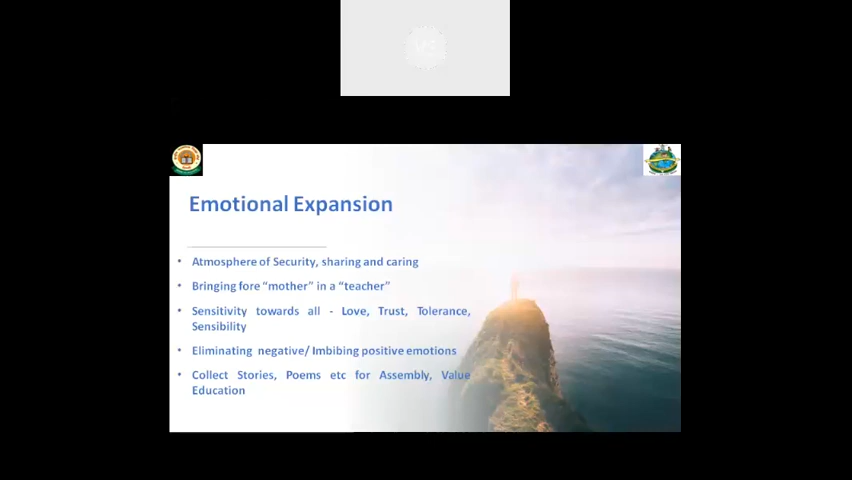 Emotional Expansion
• Atmosphere of Security, sharing and caring
• Bringing fore “mother” in a “teacher”
• Sensitivity towards all - Love, Trust, Tolerance,
Sensibility
• Eliminating negative/ Imbibing positive emotions
• Collect Stories, Poems etc for Assembly, Value
Education